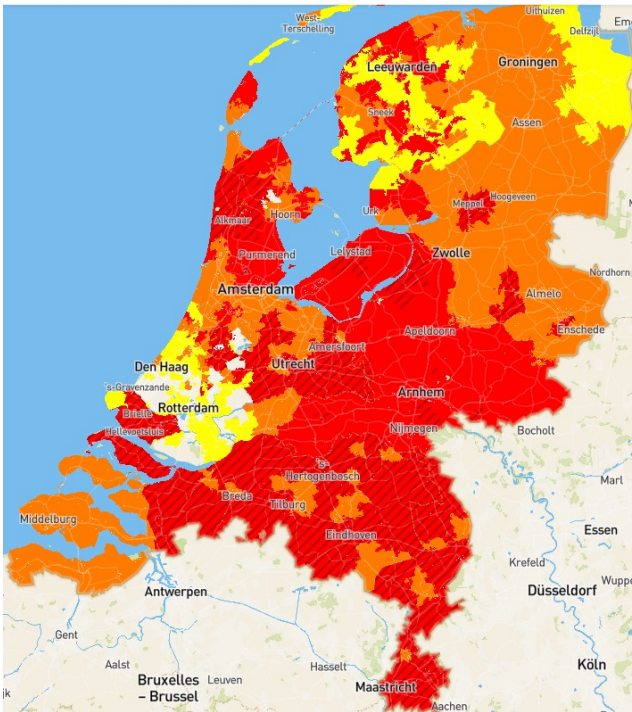 Uithuizen
West-
Terschelling
Delfzijl
Leeuwarden
Groningen
Sneek
Assen
Hoogeveen
Meppel
Urk
Hoorn
Alkmaar
Purmerend
Lelystad
Zwolle
Nordhorn
Amsterdam
Almelo
Enschede
Apeldoorn
Amersfoort
Utrecht
Den Haag
's-Gravenzande
Arnhem
Rotterdam
Brielle
Hellevoetsluis
Nijmegen
Bocholt
's-
Hertogenbosch
Marl
Breda
Tilburg
Middelburg
Eindhoven
Essen
Krefeld
Wuppe
Antwerpen
Düsseldorf
Gent
Aalst
Hasselt
Köln
Bruxelles
– Brussel
Leuven
Maastricht
Aachen